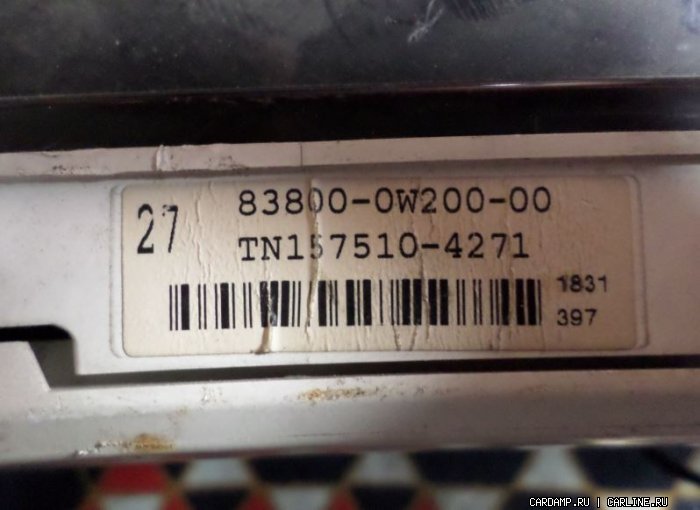 27
83800-0W200-00
TN157510-4271
1831
397
CARDAMP.RU | CARLINE.RU